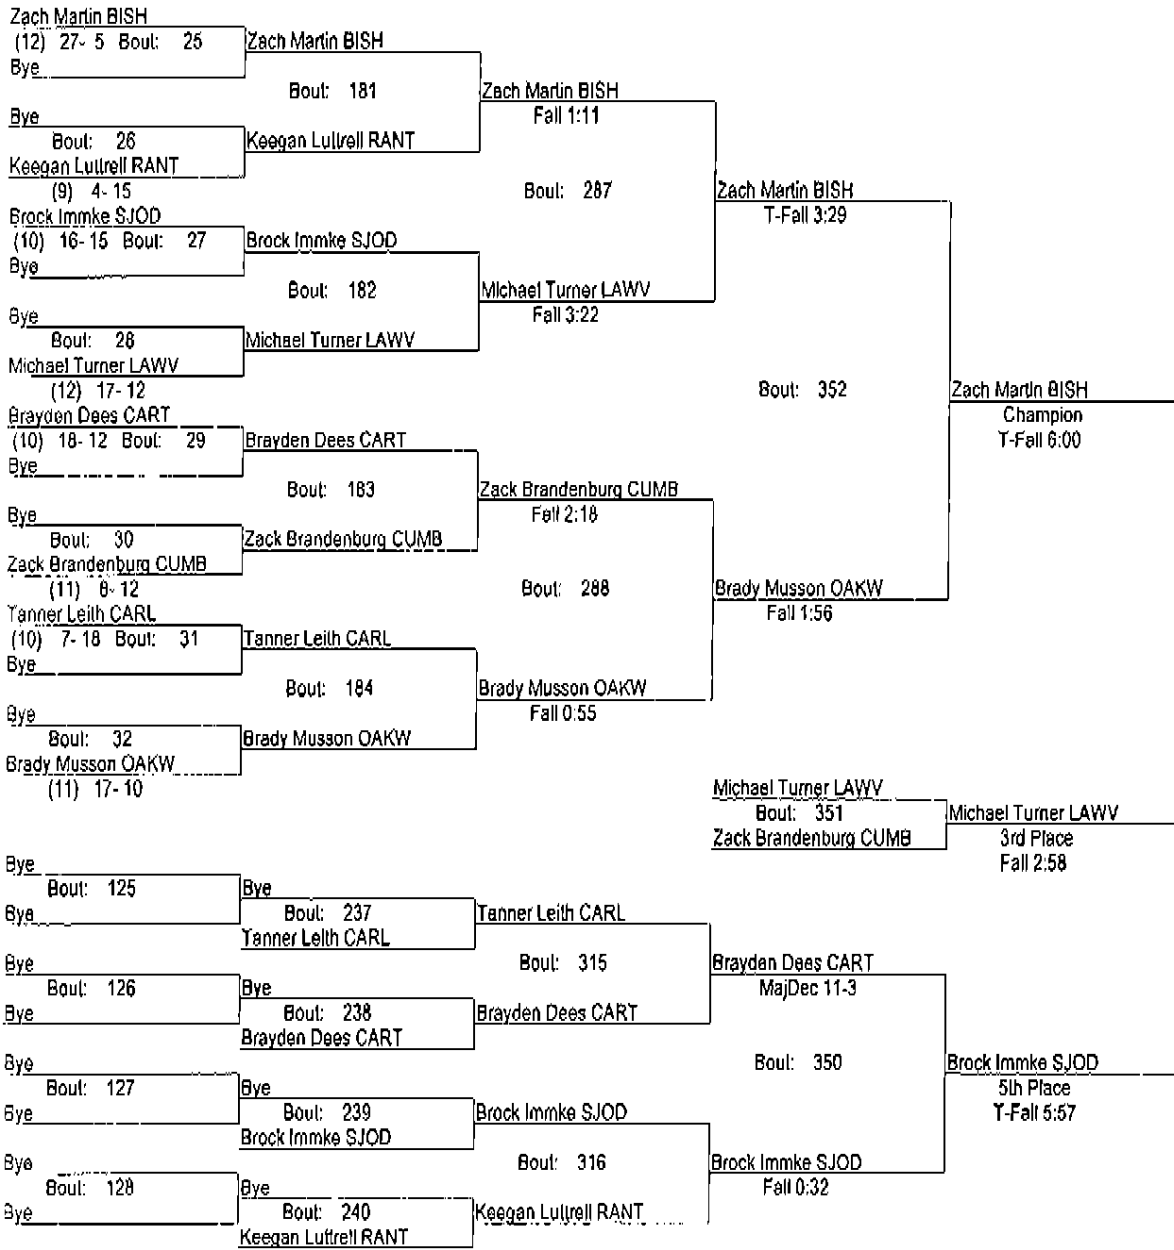 Zach Martin BISH
(12) 27- 5 Bout: 25
Bye
Zach Martin BISH
Bout: 181
Bye
Bout: 26
Keegan Luttrell RANT
(9) 4- 15
Keegan Luttrell RANT
Zach Martin BISH
Fall 1:11
Bout: 287
Brock Immke SJOD
(10) 16- 15 Bout: 27
Bye
Brock Immke SJOD
Bout: 182
Bye
Bout: 28
Michael Turner LAWV
(12) 17- 12
Michael Turner LAWV
Michael Turner LAWV
Fall 3:22
Zach Martin BISH
T-Fall 3:29
Bout: 352
Brayden Dees CART
(10) 18- 12 Bout: 29
Bye
Brayden Dees CART
Bout: 183
Bye
Bout: 30
Zack Brandenburg CUMB
(11) 6- 12
Zack Brandenburg CUMB
Zack Brandenburg CUMB
Fall 2:18
Bout: 288
Tanner Leith CARL
(10) 7- 18 Bout: 31
Bye
Tanner Leith CARL
Bout: 184
Bye
Bout: 32
Brady Musson OAKW
(11) 17- 10
Brady Musson OAKW
Brady Musson OAKW
Fall 0:55
Brady Musson OAKW
Fall 1:56
Zach Martin BISH
Champion
T-Fall 6:00
Michael Turner LAWV
Bout: 351
Zack Brandenburg CUMB
Michael Turner LAWV
3rd Place
Fall 2:58
Bye
Bout: 125
Bye
Bye
Bout: 237
Tanner Leith CARL
Tanner Leith CARL
Bout: 315
Bye
Bout: 126
Bye
Bye
Bout: 238
Brayden Dees CART
Brayden Dees CART
Brayden Dees CART
MajDec 11-3
Bout: 350
Bye
Bout: 127
Bye
Bye
Bout: 239
Brock Immke SJOD
Brock Immke SJOD
Bout: 316
Bye
Bout: 128
Bye
Bye
Bout: 240
Keegan Luttrell RANT
Keegan Luttrell RANT
Brock Immke SJOD
Fall 0:32
Brock Immke SJOD
5th Place
T-Fall 5:57